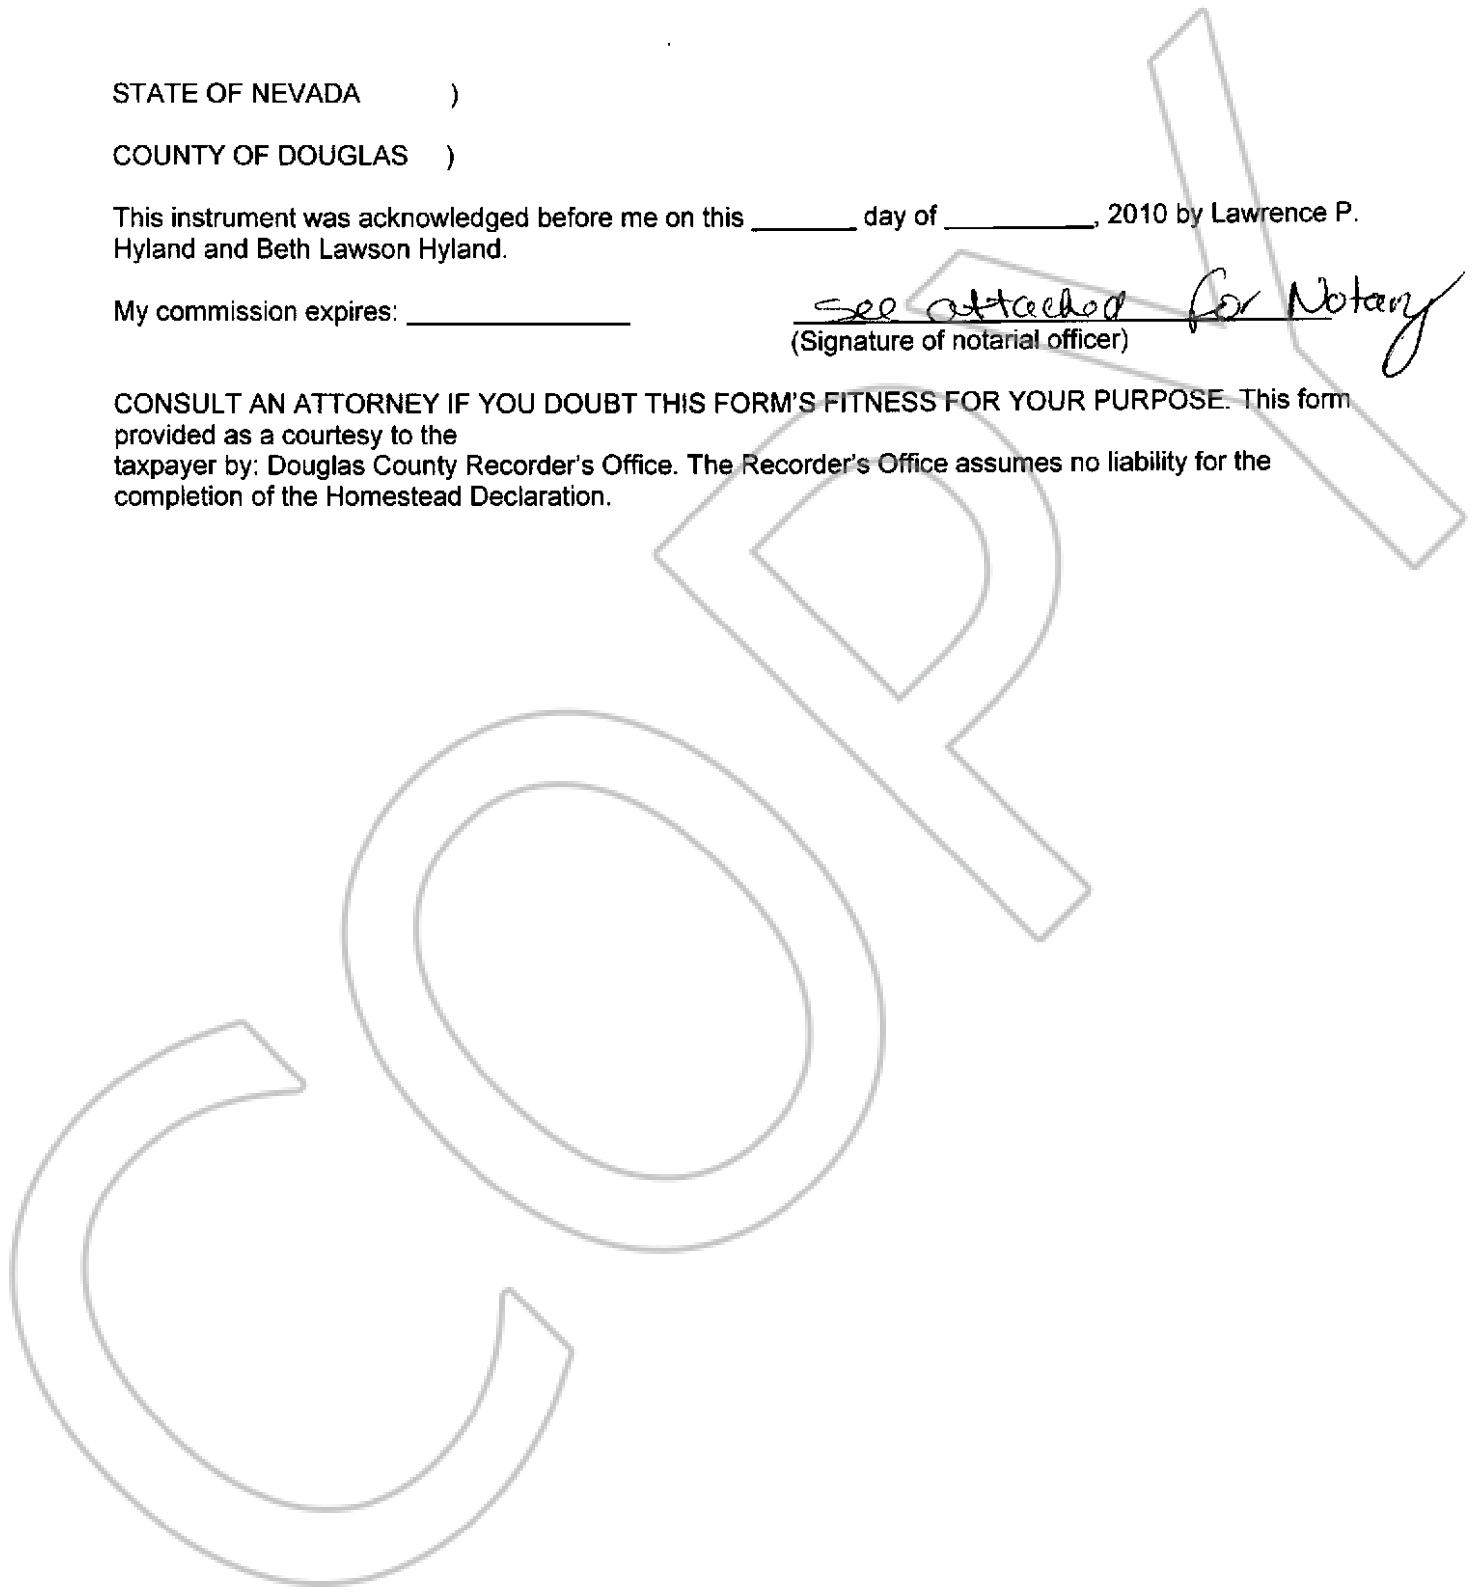 STATE OF NEVADA )
COUNTY OF DOUGLAS )
This instrument was acknowledged before me on this _______ day of __________, 2010 by Lawrence P.
Hyland and Beth Lawson Hyland.
My commission expires: _______________
see attached for Notary
(Signature of notarial officer)
CONSULT AN ATTORNEY IF YOU DOUBT THIS FORM'S FITNESS FOR YOUR PURPOSE. This form
provided as a courtesy to the
taxpayer by: Douglas County Recorder's Office. The Recorder's Office assumes no liability for the
completion of the Homestead Declaration.
COPY